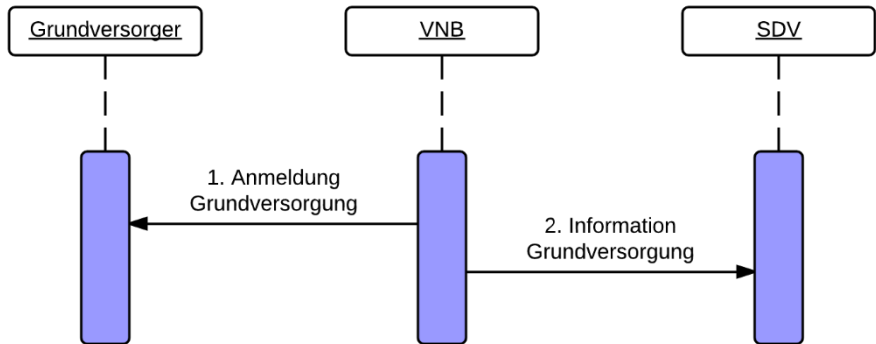 Grundversorger
VNB
SDV
1. Anmeldung
Grundversorgung
2. Information
Grundversorgung